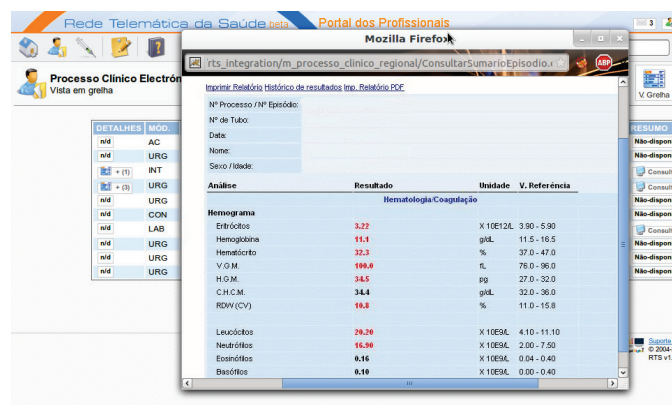 Rede Telemática da Saúde beta
Portal dos Profissionais
3
Mozilla Firefox
rts_integration/m_processo_clinico_regional/ConsultarSumarioEpisodio.
ABP
Processo Clínico Electrón
Vista em grelha
V. Grelha
Imprimir Relatório Histórico de resultados Imp. Relatório PDF
Nº Processo / Nº Episódio:
Nº de Tubo:
Data:
Nome:
Sexo / Idade:
DETALHES MÓD.
RESUMO
n/d AC
Não-dispon
n/d URG
Não-dispon
+ (1) INT
Consult
+ (3) URG
Consult
n/d URG
Não-dispon
n/d CON
Não-dispon
n/d LAB
Consult
n/d URG
Não-dispon
n/d URG
Não-dispon
n/d URG
Não-dispon
Análise Resultado Unidade V. Referência
Hematologia/Coagulação
Hemograma
Eritrócitos 3.22 X 10E12/L 3.90 - 5.90
Hemoglobina 11.1 g/dL 11.5 - 16.5
Hematócrito 32.3 % 37.0 - 47.0
V.G.M. 100.0 fL 76.0 - 96.0
H.G.M. 34.5 pg 27.0 - 32.0
C.H.C.M. 34.4 g/dL 32.0 - 36.0
RDW (CV) 10.8 % 11.0 - 15.8
Leucócitos 20.20 X 10E9/L 4.10 - 11.10
Neutrófilos 16.90 X 10E9/L 2.00 - 7.50
Eosinófilos 0.16 X 10E9/L 0.04 - 0.40
Basófilos 0.10 X 10E9/L 0.00 - 0.40
Suporte
© 2004-
RTS v1.